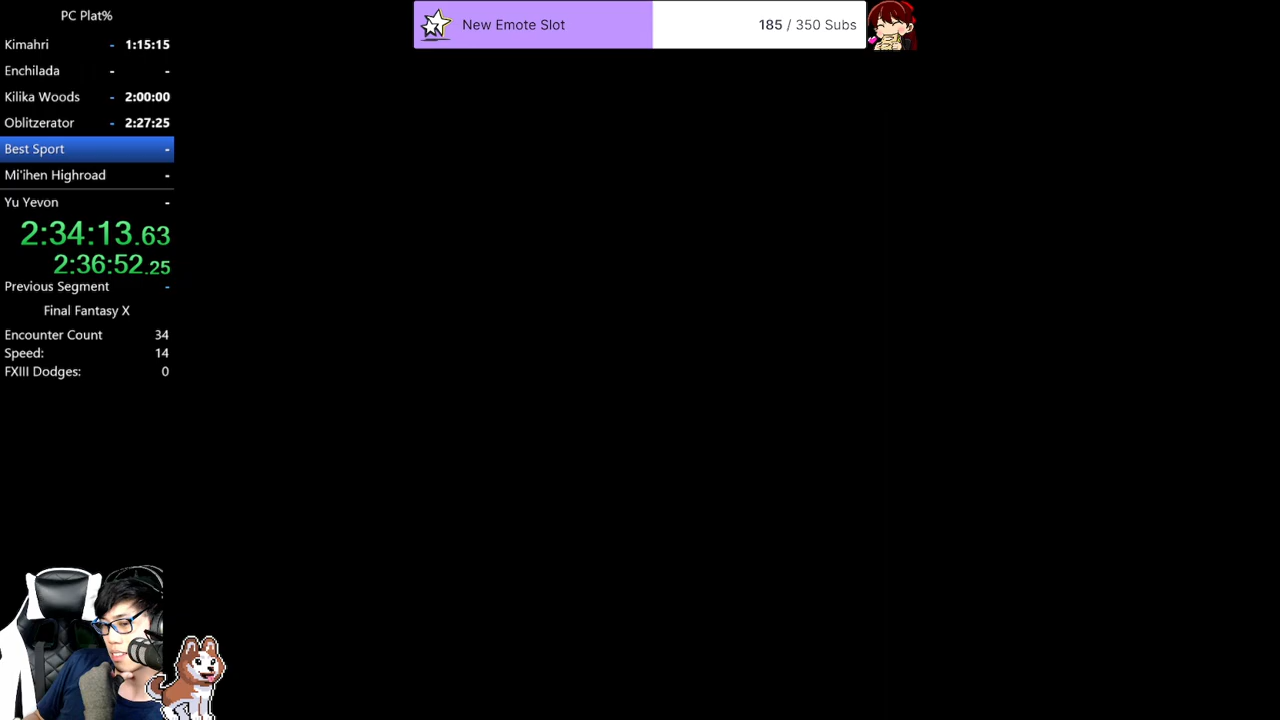 PC Plat%
Kimahri - 1:15:15
Enchilada - -
Kilika Woods - 2:00:00
Oblitzerator - 2:27:25
Best Sport -
Mi'ihen Highroad -
Yu Yevon -
2:34:13.63
2:36:52.25
Previous Segment -
Final Fantasy X
Encounter Count 34
Speed: 14
FXIII Dodges: 0
New Emote Slot 185 / 350 Subs